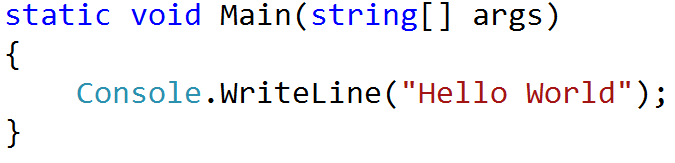 static void Main(string[] args)
{
    Console.WriteLine("Hello World");
}